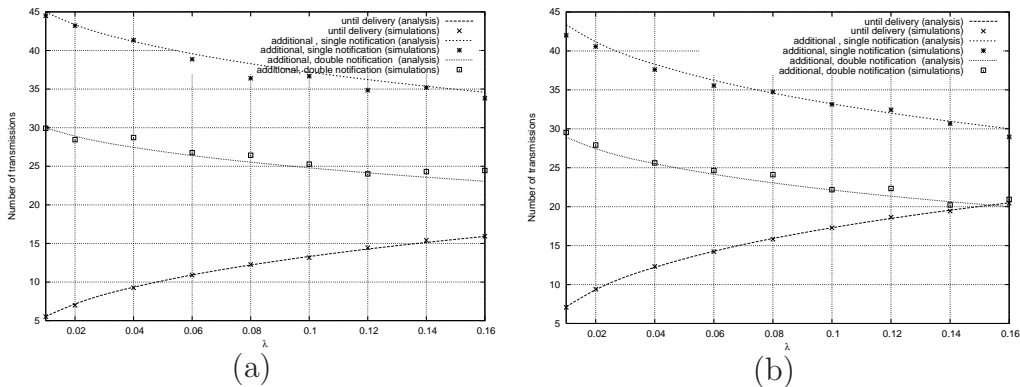 45
40
35
30
25
20
15
10
5
Number of transmissions
until delivery (analysis)
until delivery (simulations)
additional , single notification (analysis)
additional, single notification (simulations)
additional, double notification (analysis)
additional, double notification (simulations)
0.02 0.04 0.06 0.08 0.1 0.12 0.14 0.16
λ
(a)
45
40
35
30
25
20
15
10
5
Number of transmissions
until delivery (analysis)
until delivery (simulations)
additional , single notification (analysis)
additional, single notification (simulations)
additional, double notification (analysis)
additional, double notification (simulations)
0.02 0.04 0.06 0.08 0.1 0.12 0.14 0.16
λ
(b)